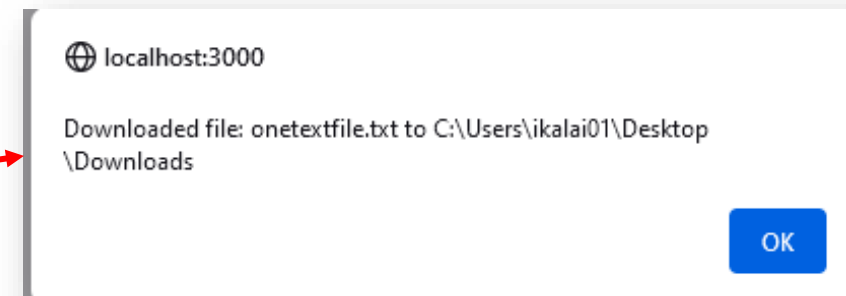 localhost:3000
Downloaded file: onetextfile.txt to C:\Users\ikalai01\Desktop
\Downloads
OK